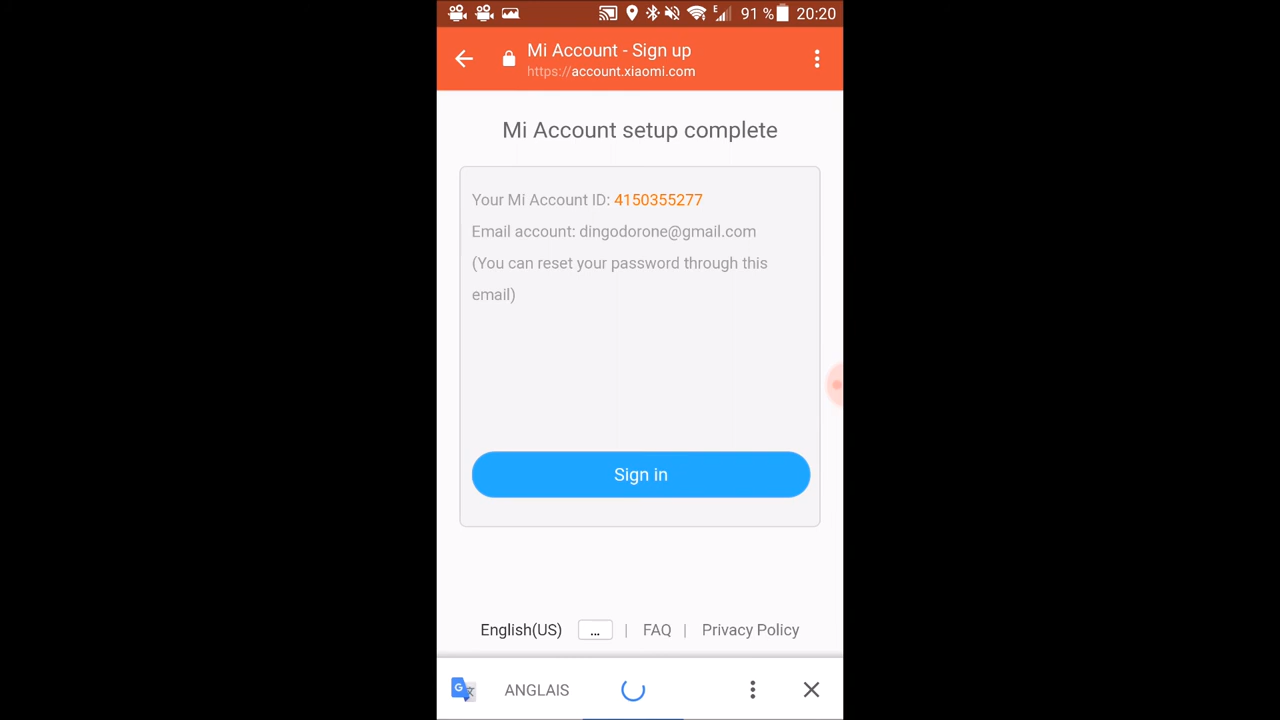 91 % 20:20
Mi Account - Sign up
https://account.xiaomi.com
Mi Account setup complete
Your Mi Account ID: 4150355277
Email account: dingodorone@gmail.com
(You can reset your password through this
email)
Sign in
English(US) ... | FAQ | Privacy Policy
ANGLAIS